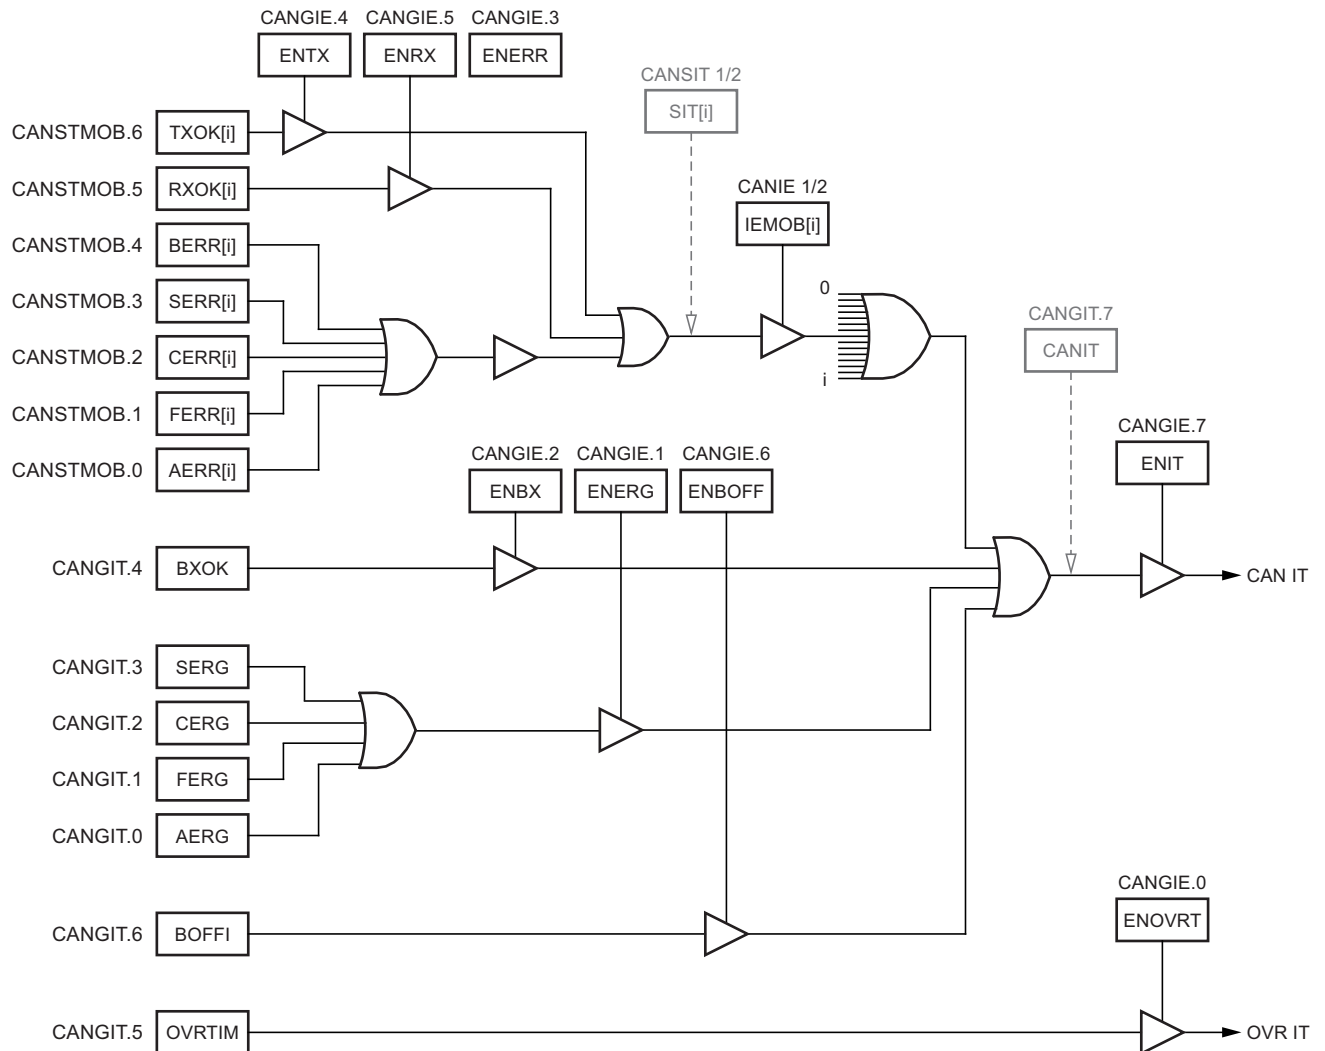 CANGIE.4 CANGIE.5 CANGIE.3
ENTX ENRX ENERR
CANSIT 1/2
SIT[i]
CANSTMOB.6 TXOK[i]
CANSTMOB.5 RXOK[i]
CANIE 1/2
IEMOB[i]
CANSTMOB.4 BERR[i]
CANSTMOB.3 SERR[i]
0
CANGIT.7
CANIT
CANSTMOB.2 CERR[i]
i
CANSTMOB.1 FERR[i]
CANGIE.7
ENIT
CANSTMOB.0 AERR[i]
CANGIE.2 CANGIE.1 CANGIE.6
ENBX ENERG ENBOFF
CANGIT.4 BXOK
CAN IT
CANGIT.3 SERG
CANGIT.2 CERG
CANGIT.1 FERG
CANGIT.0 AERG
CANGIE.0
ENOVRT
CANGIT.6 BOFFI
CANGIT.5 OVRTIM
OVR IT